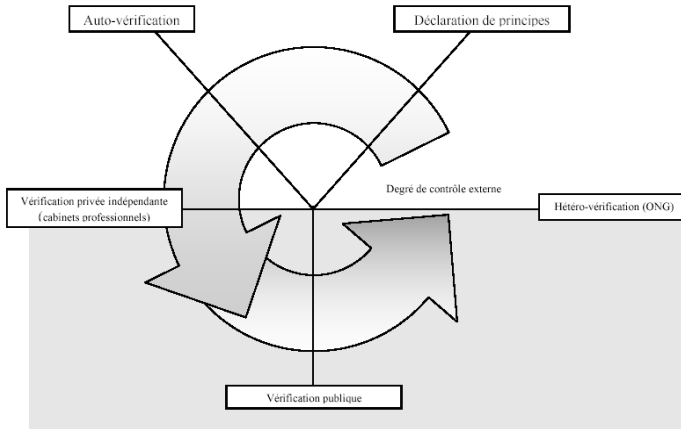 Auto-vérification
Déclaration de principes
Degré de contrôle externe
Vérification privée indépendante
(cabinets professionnels)
Hétéro-vérification (ONG)
Vérification publique